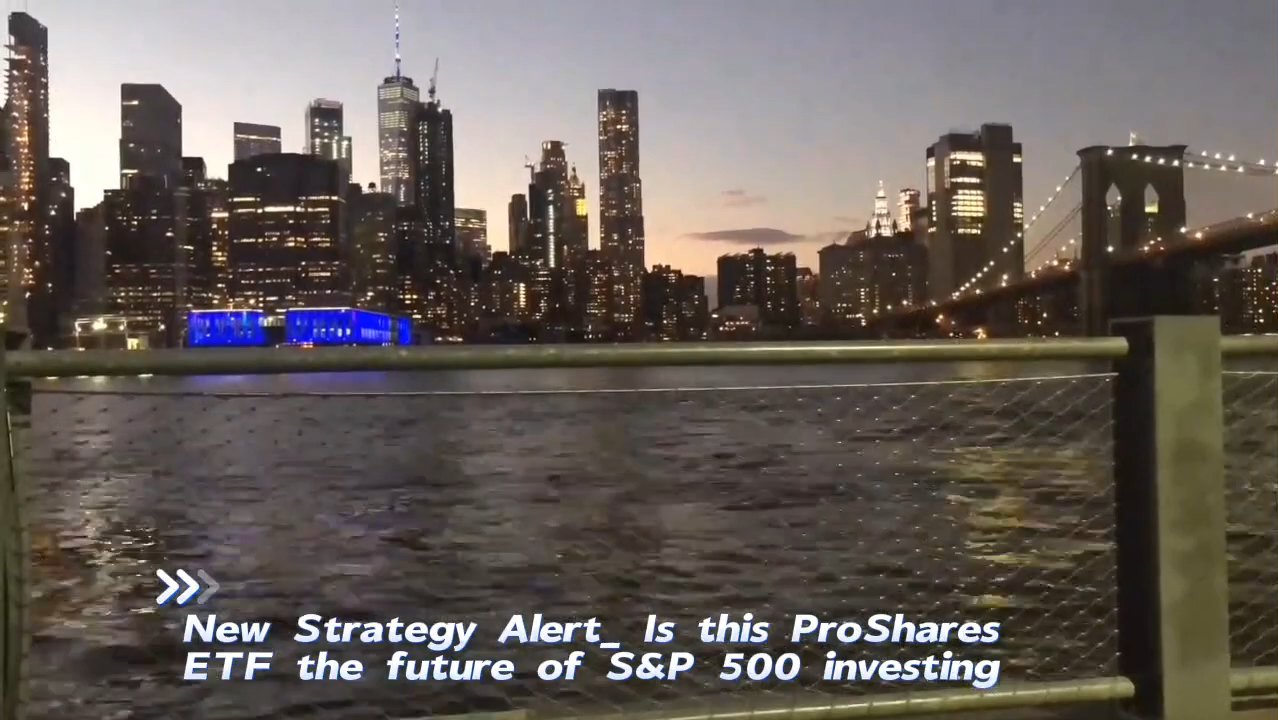 New Strategy Alert_ Is this ProShares
ETF the future of S&P 500 investing